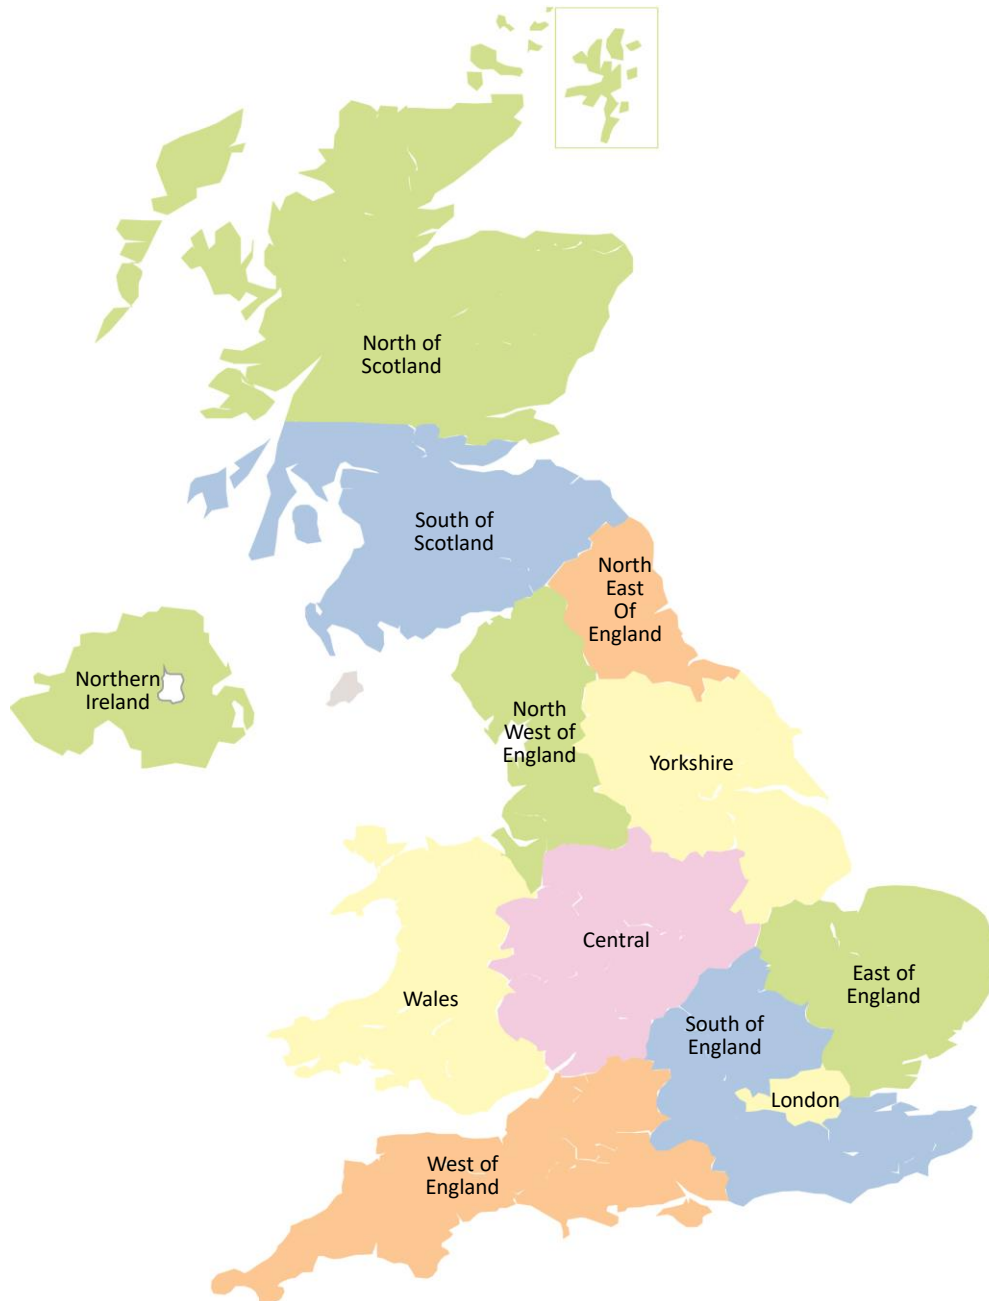 North of
Scotland
South of
Scotland
North
East
Of
England
Northern
Ireland
North
West of
England
Yorkshire
Central
East of
England
Wales
South of
England
London
West of
England